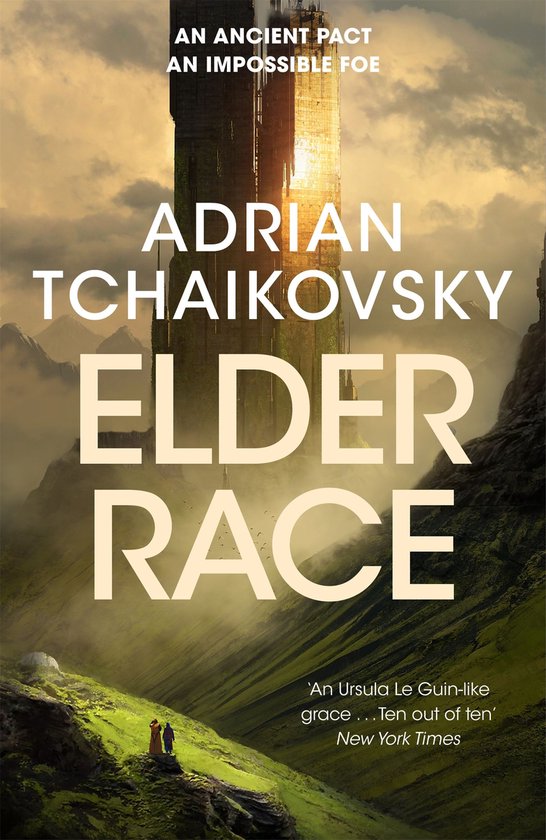 AN ANCIENT PACT
AN IMPOSSIBLE FOE
ADRIAN
TCHAIKOVSKY
ELDER
RACE
‘An Ursula Le Guin-like
grace . . . Ten out of ten’
New York Times